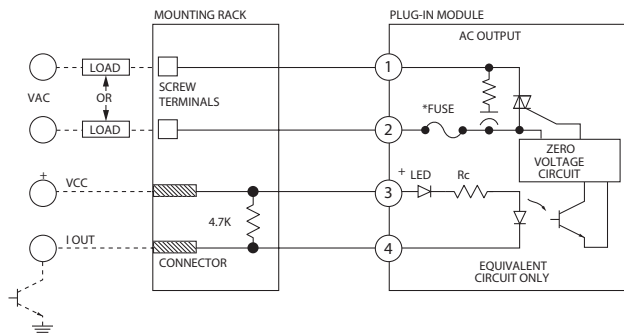 MOUNTING RACK
PLUG-IN MODULE
AC OUTPUT
LOAD
1
VAC
OR
SCREW
TERMINALS
*FUSE
LOAD
2
ZERO
VOLTAGE
CIRCUIT
+
VCC
3
+ LED
Rc
4.7K
I OUT
4
CONNECTOR
EQUIVALENT
CIRCUIT ONLY